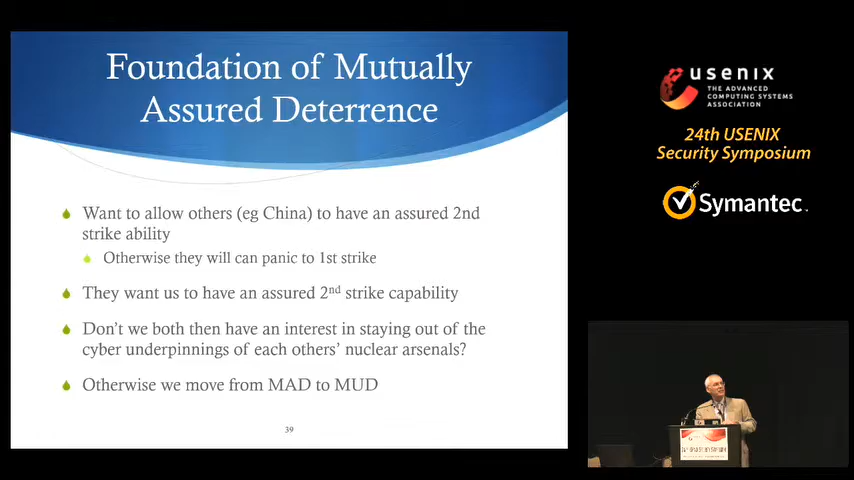 Foundation of Mutually
Assured Deterrence
Want to allow others (eg China) to have an assured 2nd
strike ability
Otherwise they will can panic to 1st strike
They want us to have an assured 2nd strike capability
Don't we both then have an interest in staying out of the
cyber underpinnings of each others' nuclear arsenals?
Otherwise we move from MAD to MUD
39
usenix
THE ADVANCED
COMPUTING SYSTEMS
ASSOCIATION
24th USENIX
Security Symposium
Symantec.